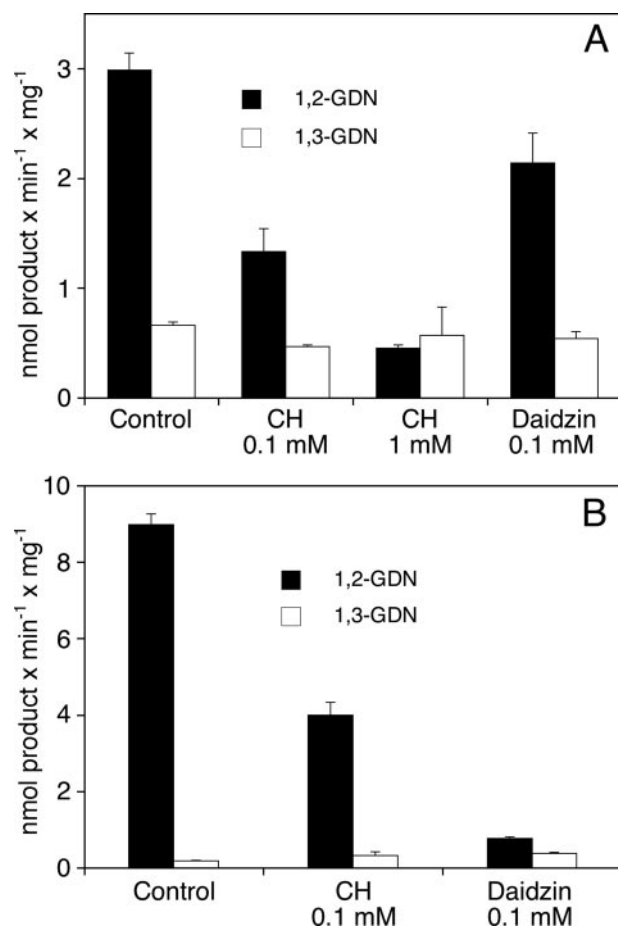 A
nmol product x min⁻¹ x mg⁻¹
3
2
1
0
1,2-GDN
1,3-GDN
Control
CH
0.1 mM
CH
1 mM
Daidzin
0.1 mM
B
nmol product x min⁻¹ x mg⁻¹
10
8
6
4
2
0
1,2-GDN
1,3-GDN
Control
CH
0.1 mM
Daidzin
0.1 mM